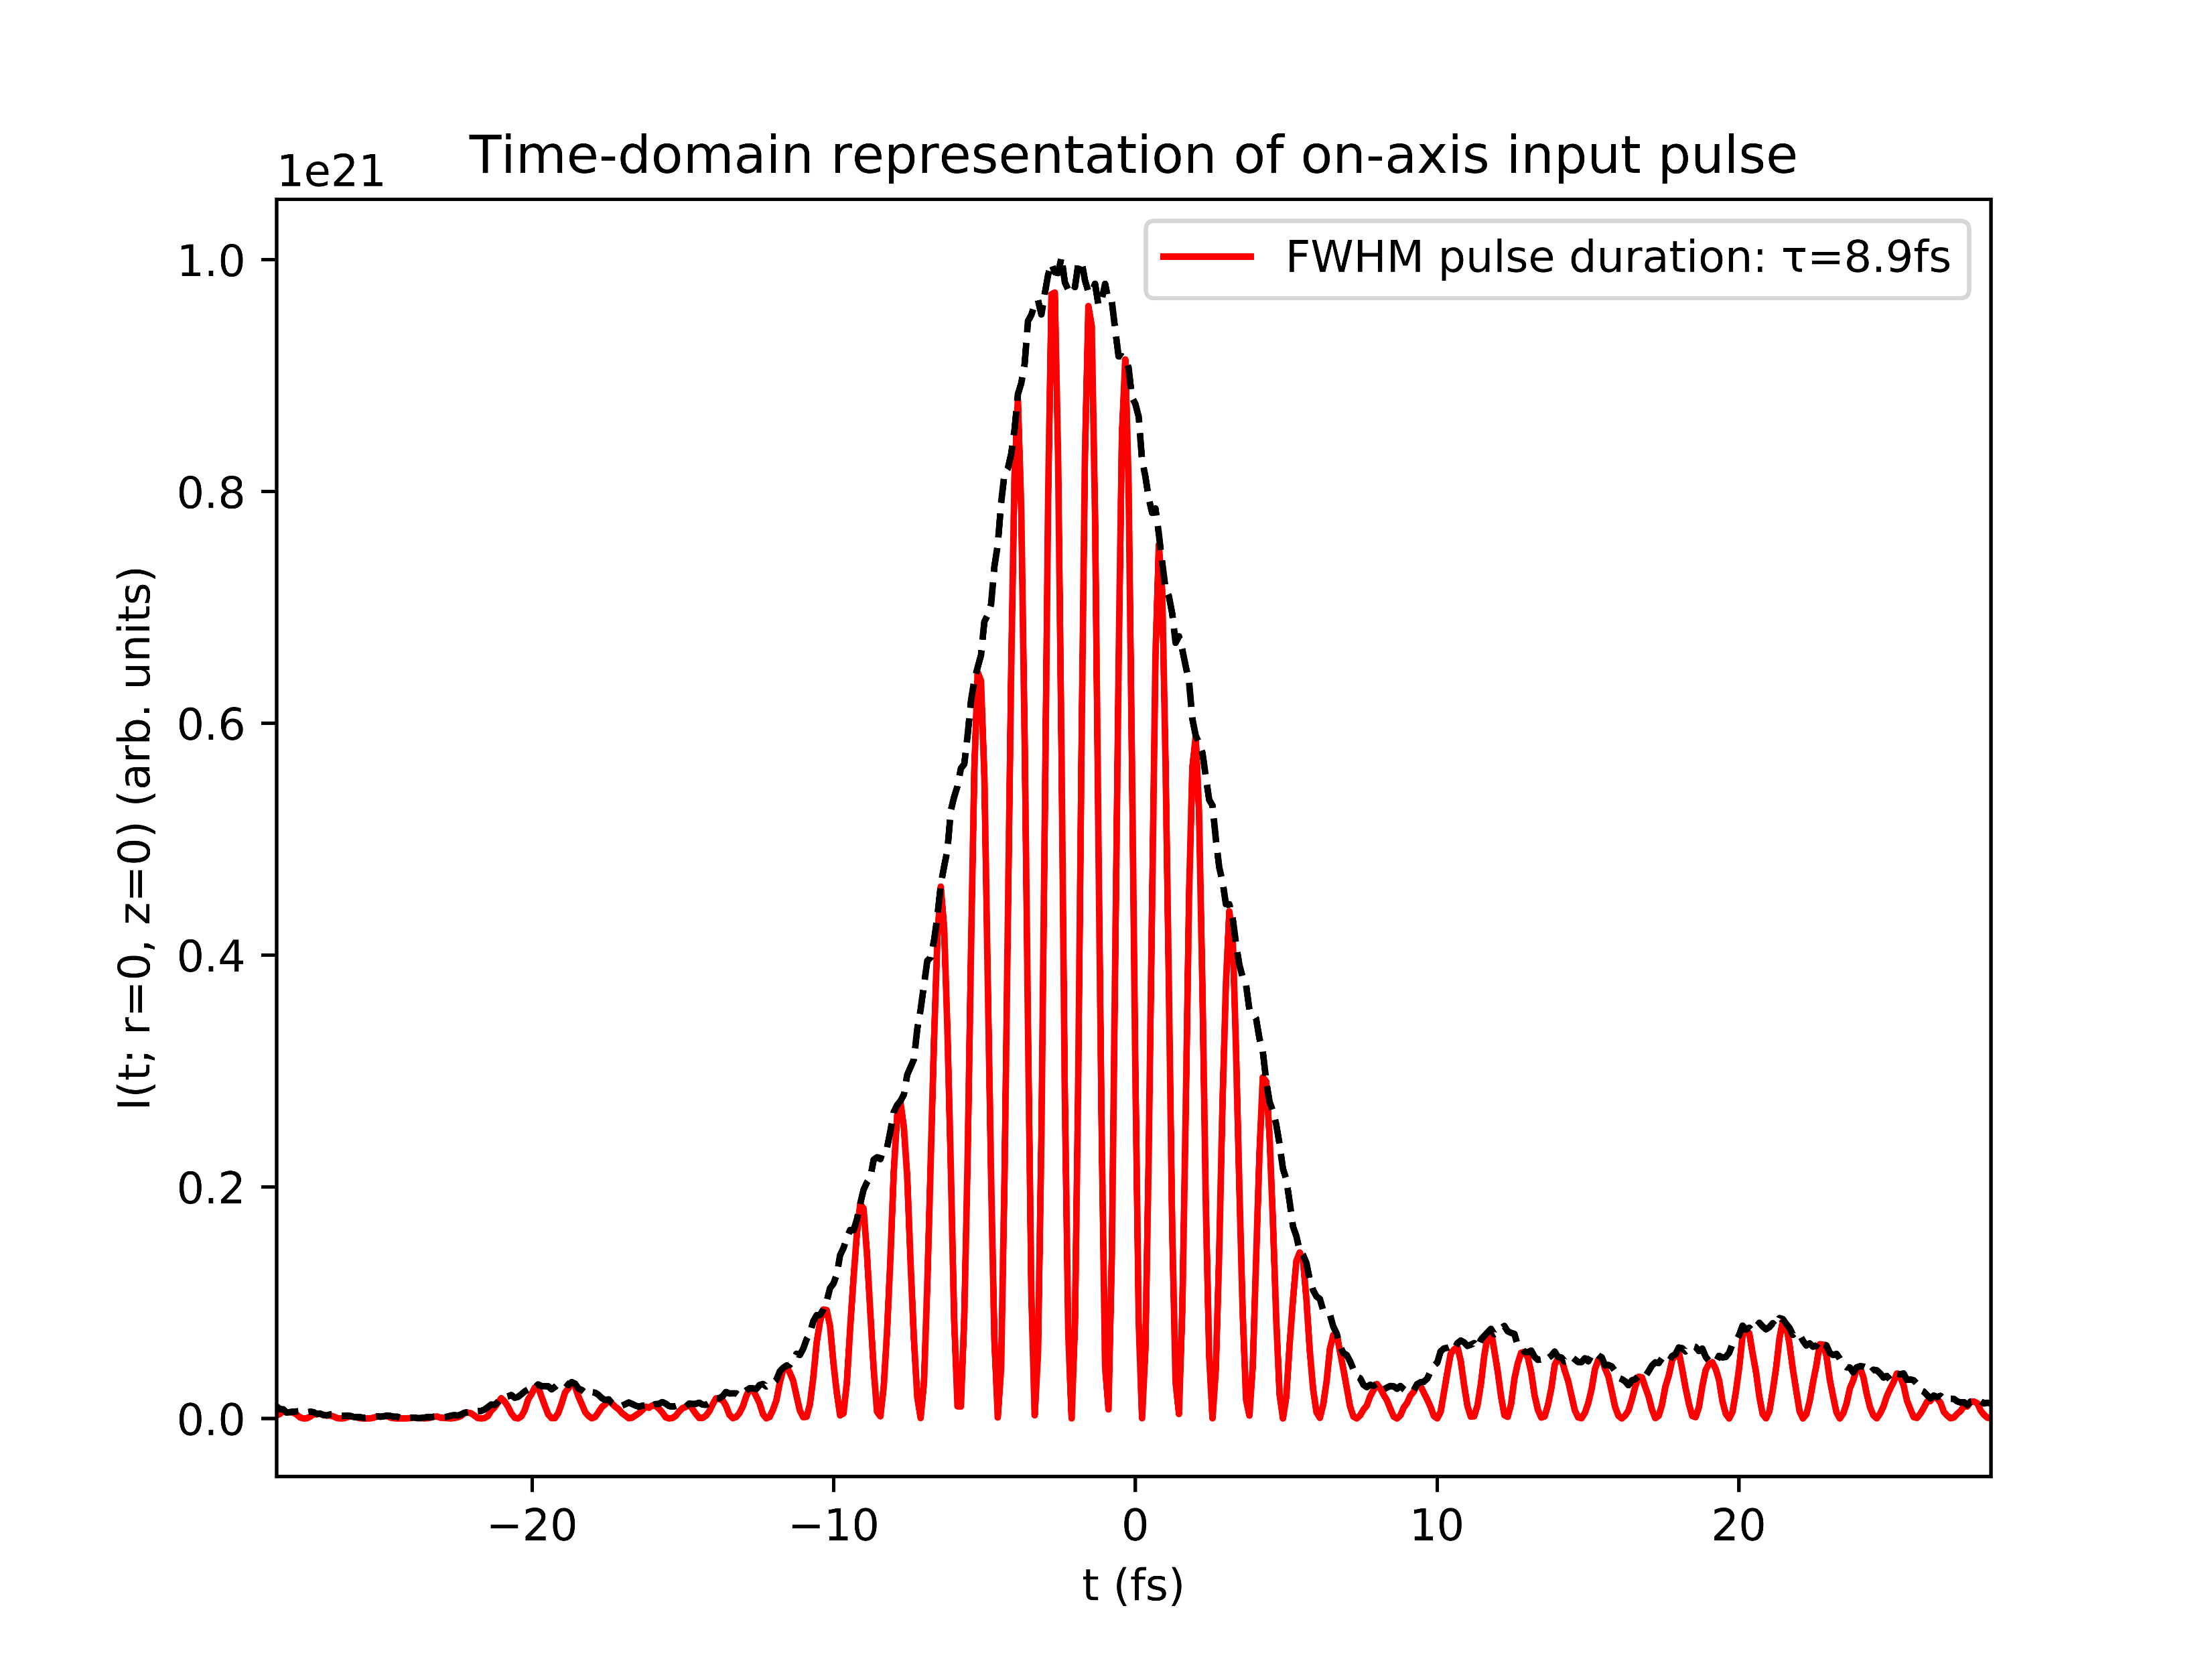 Time-domain representation of on-axis input pulse
1e21
FWHM pulse duration: τ=8.9fs
1.0
0.8
0.6
0.4
0.2
0.0
I(t; r=0, z=0) (arb. units)
−20
−10
0
10
20
t (fs)